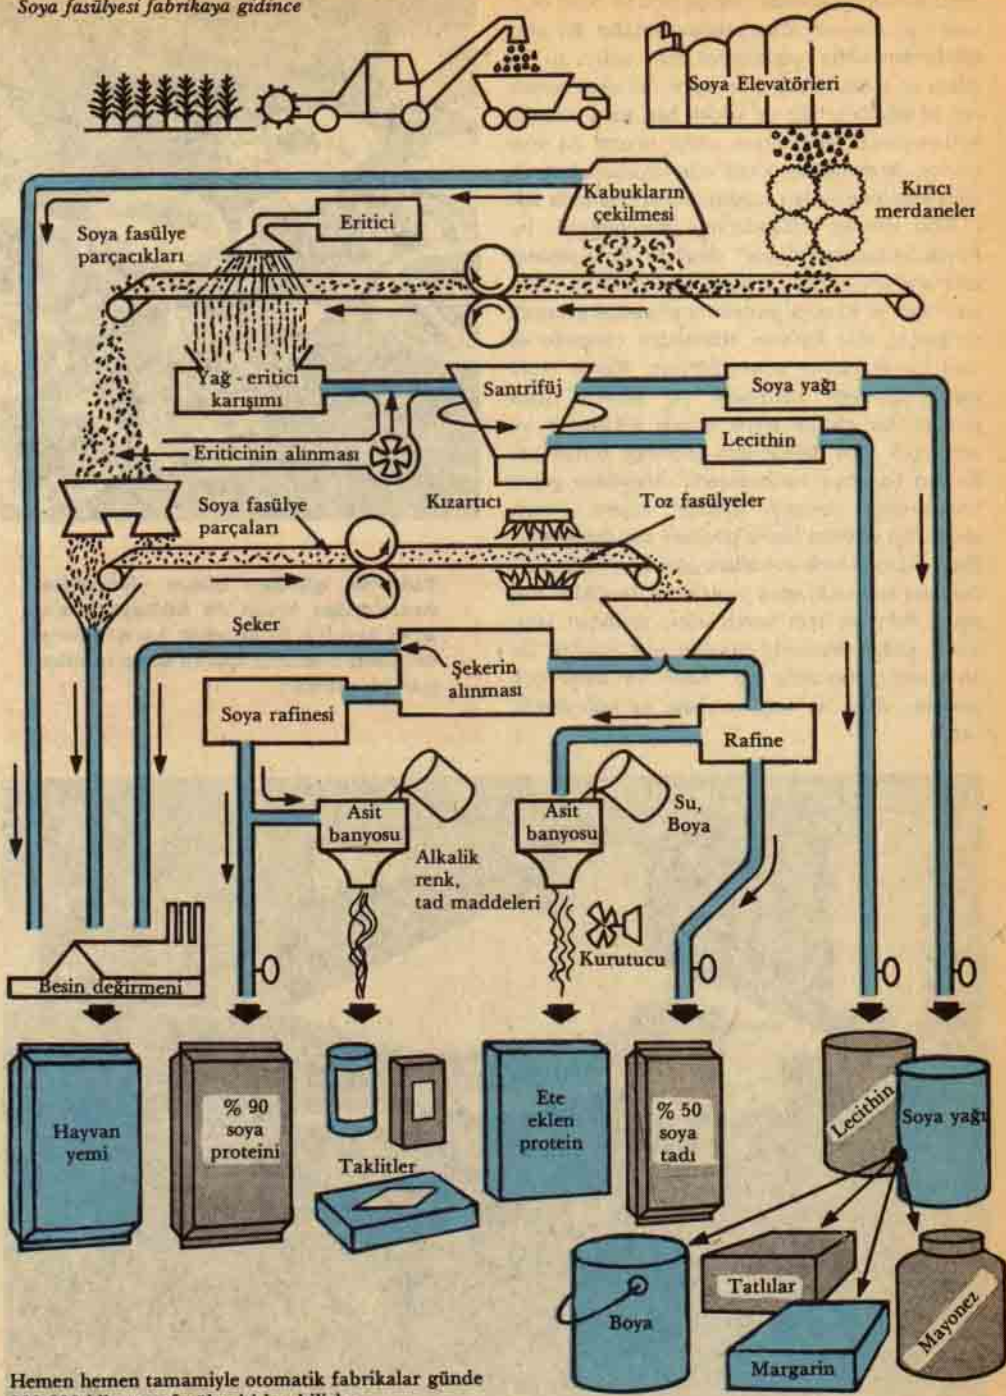 Soya fasülyesi fabrikaya gidince
Soya Elevatörleri
Kabukların
çekilmesi
Kırıcı
merdaneler
Eritici
Soya fasülye
parçacıkları
Yağ - eritici
karışımı
Santrifüj
Soya yağı
Lecithin
Eriticinin alınması
Soya fasülye
parçaları
Kızartıcı
Toz fasülyeler
Şeker
Şekerin
alınması
Soya rafinesi
Rafine
Asit
banyosu
Alkalik
renk,
tad maddeleri
Asit
banyosu
Su,
Boya
Kurutucu
Besin değirmeni
Hayvan
yemi
% 90
soya
proteini
Taklitler
Ete
eklen
protein
% 50
soya
tadı
Lecithin
Soya yağı
Boya
Tatlılar
Margarin
Mayonez
Hemen hemen tamamiyle otomatik fabrikalar günde